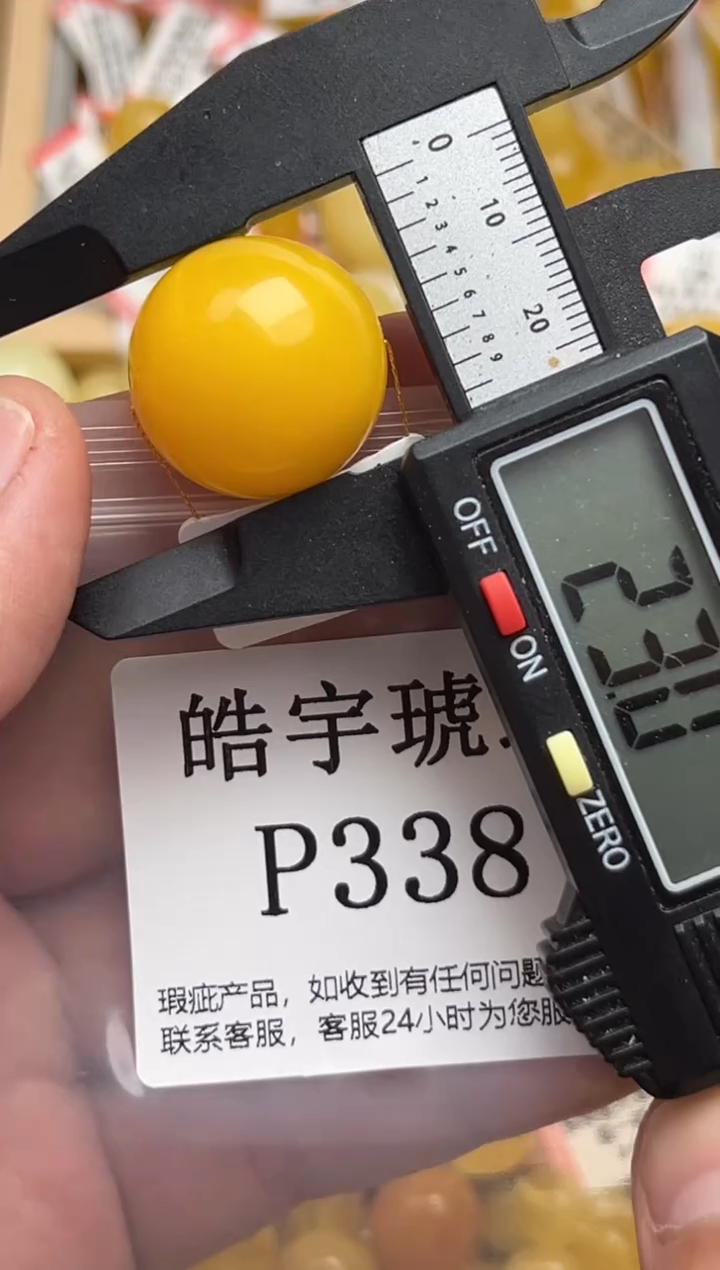 0
1 2 3 4 5 6 7 8 9
10
20
OFF
ON
ZERO
皓宇琥
P338
瑕疵产品，如收到有任何问题
联系客服，客服24小时为您服